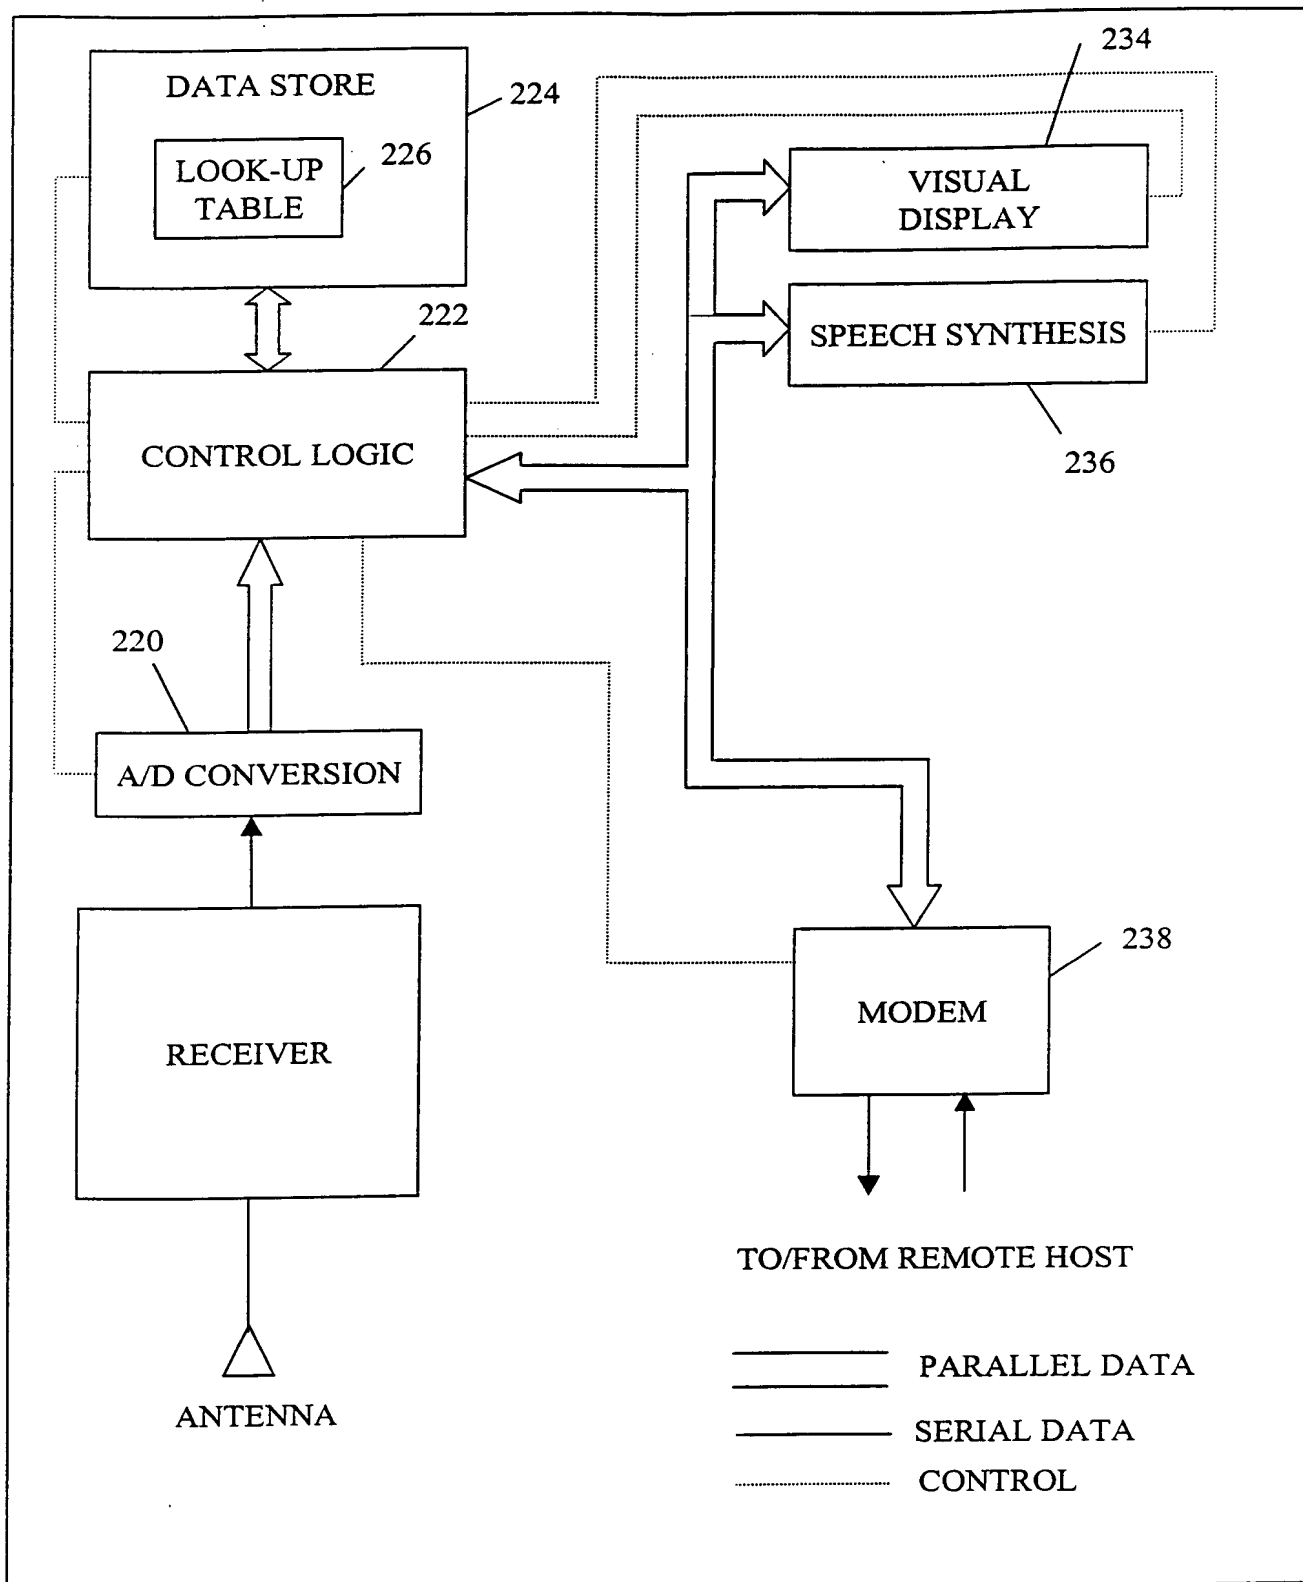 234
DATA STORE
224
226
LOOK-UP
TABLE
VISUAL
DISPLAY
222
SPEECH SYNTHESIS
CONTROL LOGIC
236
220
A/D CONVERSION
238
MODEM
RECEIVER
TO/FROM REMOTE HOST
ANTENNA
PARALLEL DATA
SERIAL DATA
CONTROL